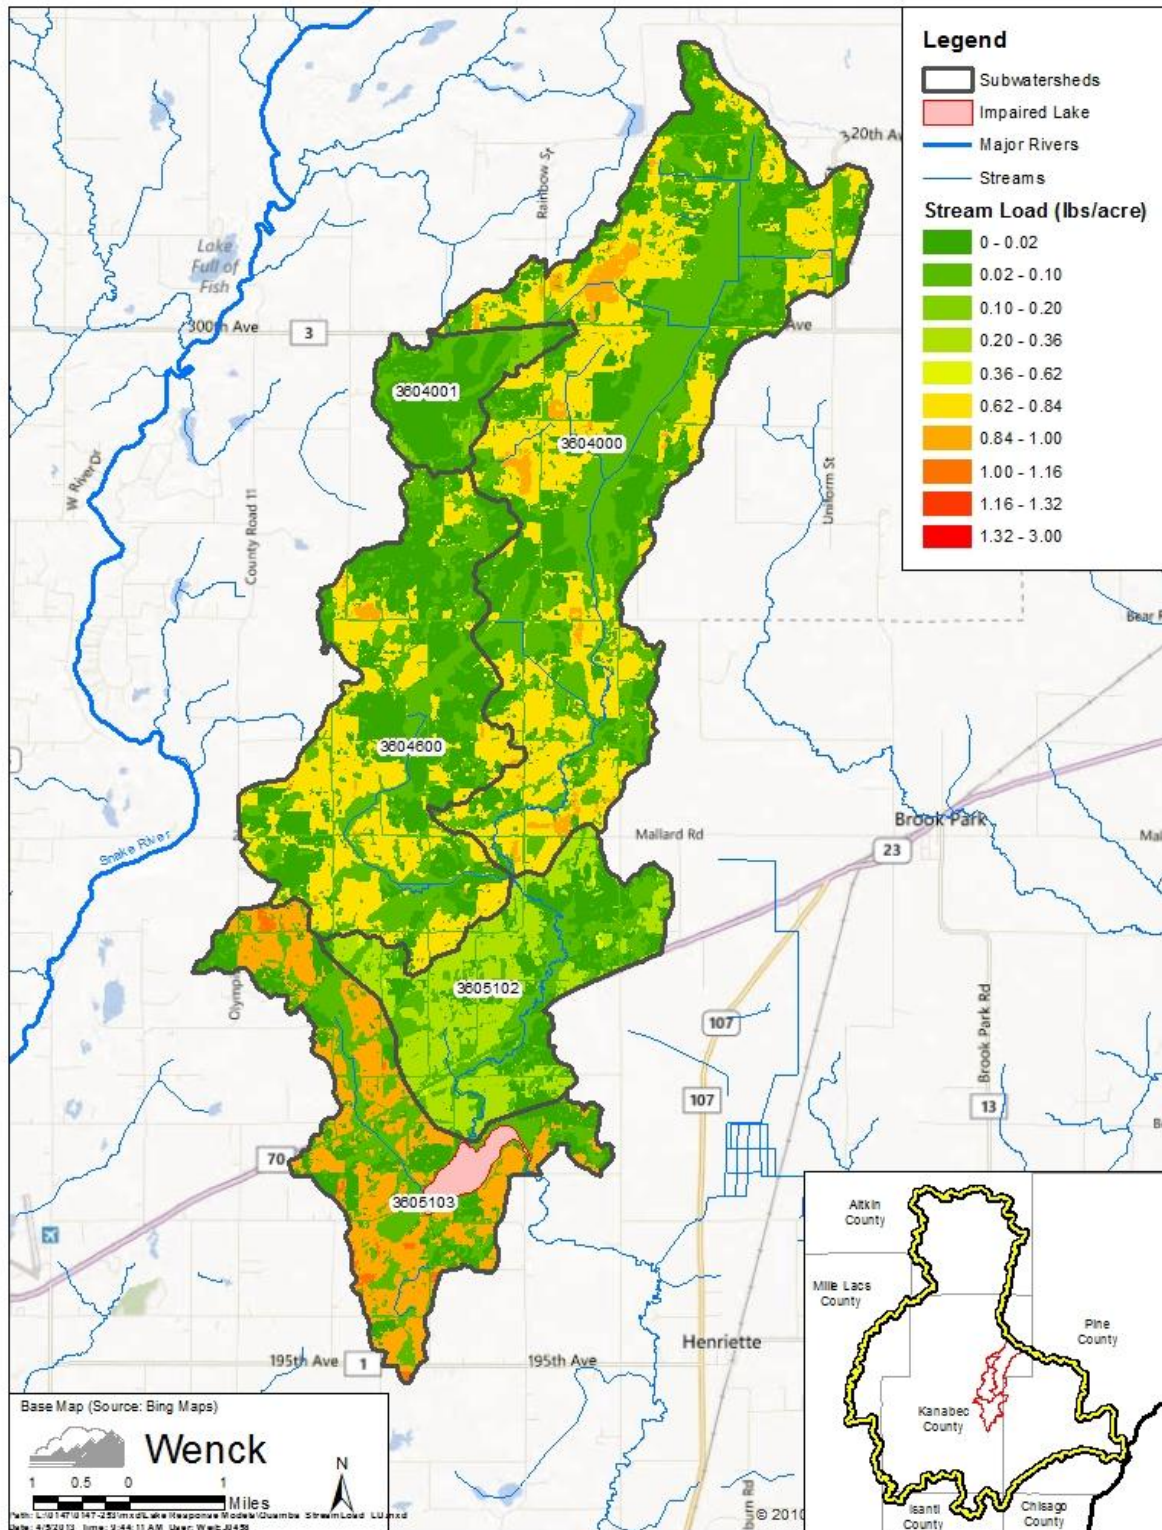 Legend
Subwatersheds
Impaired Lake
Major Rivers
Streams
Stream Load (lbs/acre)
0 - 0.02
0.02 - 0.10
0.10 - 0.20
0.20 - 0.36
0.36 - 0.62
0.62 - 0.84
0.84 - 1.00
1.00 - 1.16
1.16 - 1.32
1.32 - 3.00
20th Av
Rainbow St
Lake
Full of
Fish
300th Ave
3
Ave
3604001
3604000
W River Dr
County Road 11
Uniform St
Bear R
3604600
Snake River
Mallard Rd
Brook Park
23
3605102
107
Brook Park Rd
107
13
70
3605103
Henriette
195th Ave
1
195th Ave
Base Map (Source: Bing Maps)
Wenck
N
1 0.5 0 1
Miles
© 2010
burn Rd
Aitkin
County
Mille Lacs
County
Pine
County
Kanabec
County
Isanti
County
Chisago
County